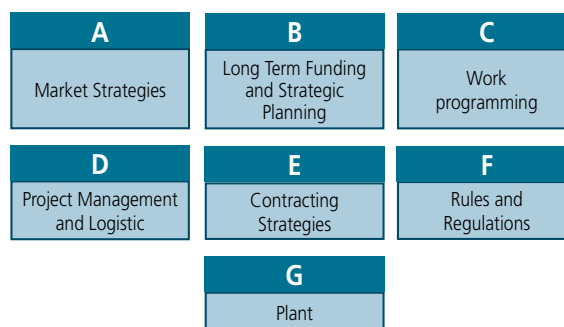 A
Market Strategies
B
Long Term Funding
and Strategic
Planning
C
Work
programming
D
Project Management
and Logistic
E
Contracting
Strategies
F
Rules and
Regulations
G
Plant